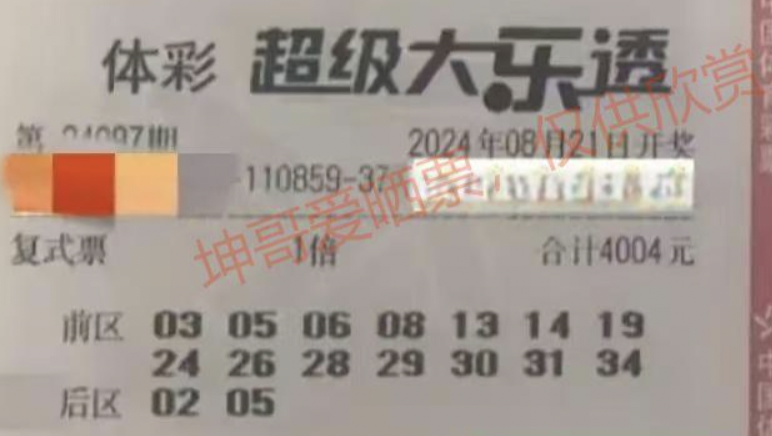 体彩 超级大乐透
第 24097期 2024年08月21日开奖
-110859-37
复式票 1倍 合计4004元
前区 03 05 06 08 13 14 19
24 26 28 29 30 31 34
后区 02 05
坤哥爱晒票，仅供欣赏